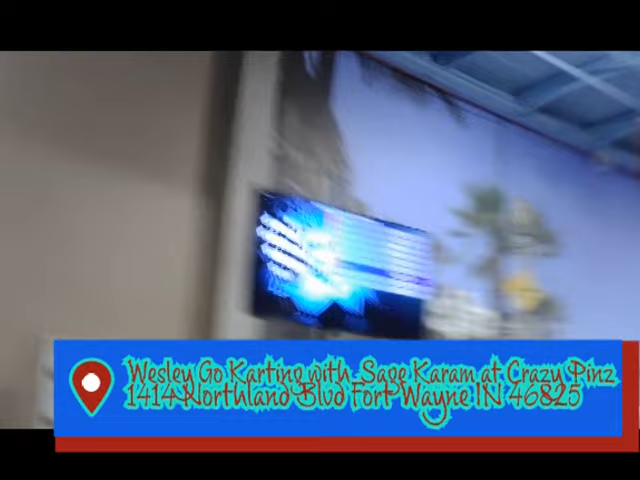 Wesley Go Karting with Sage Karam at Crazy Pinz
1414 Northland Blvd Fort Wayne IN 46825